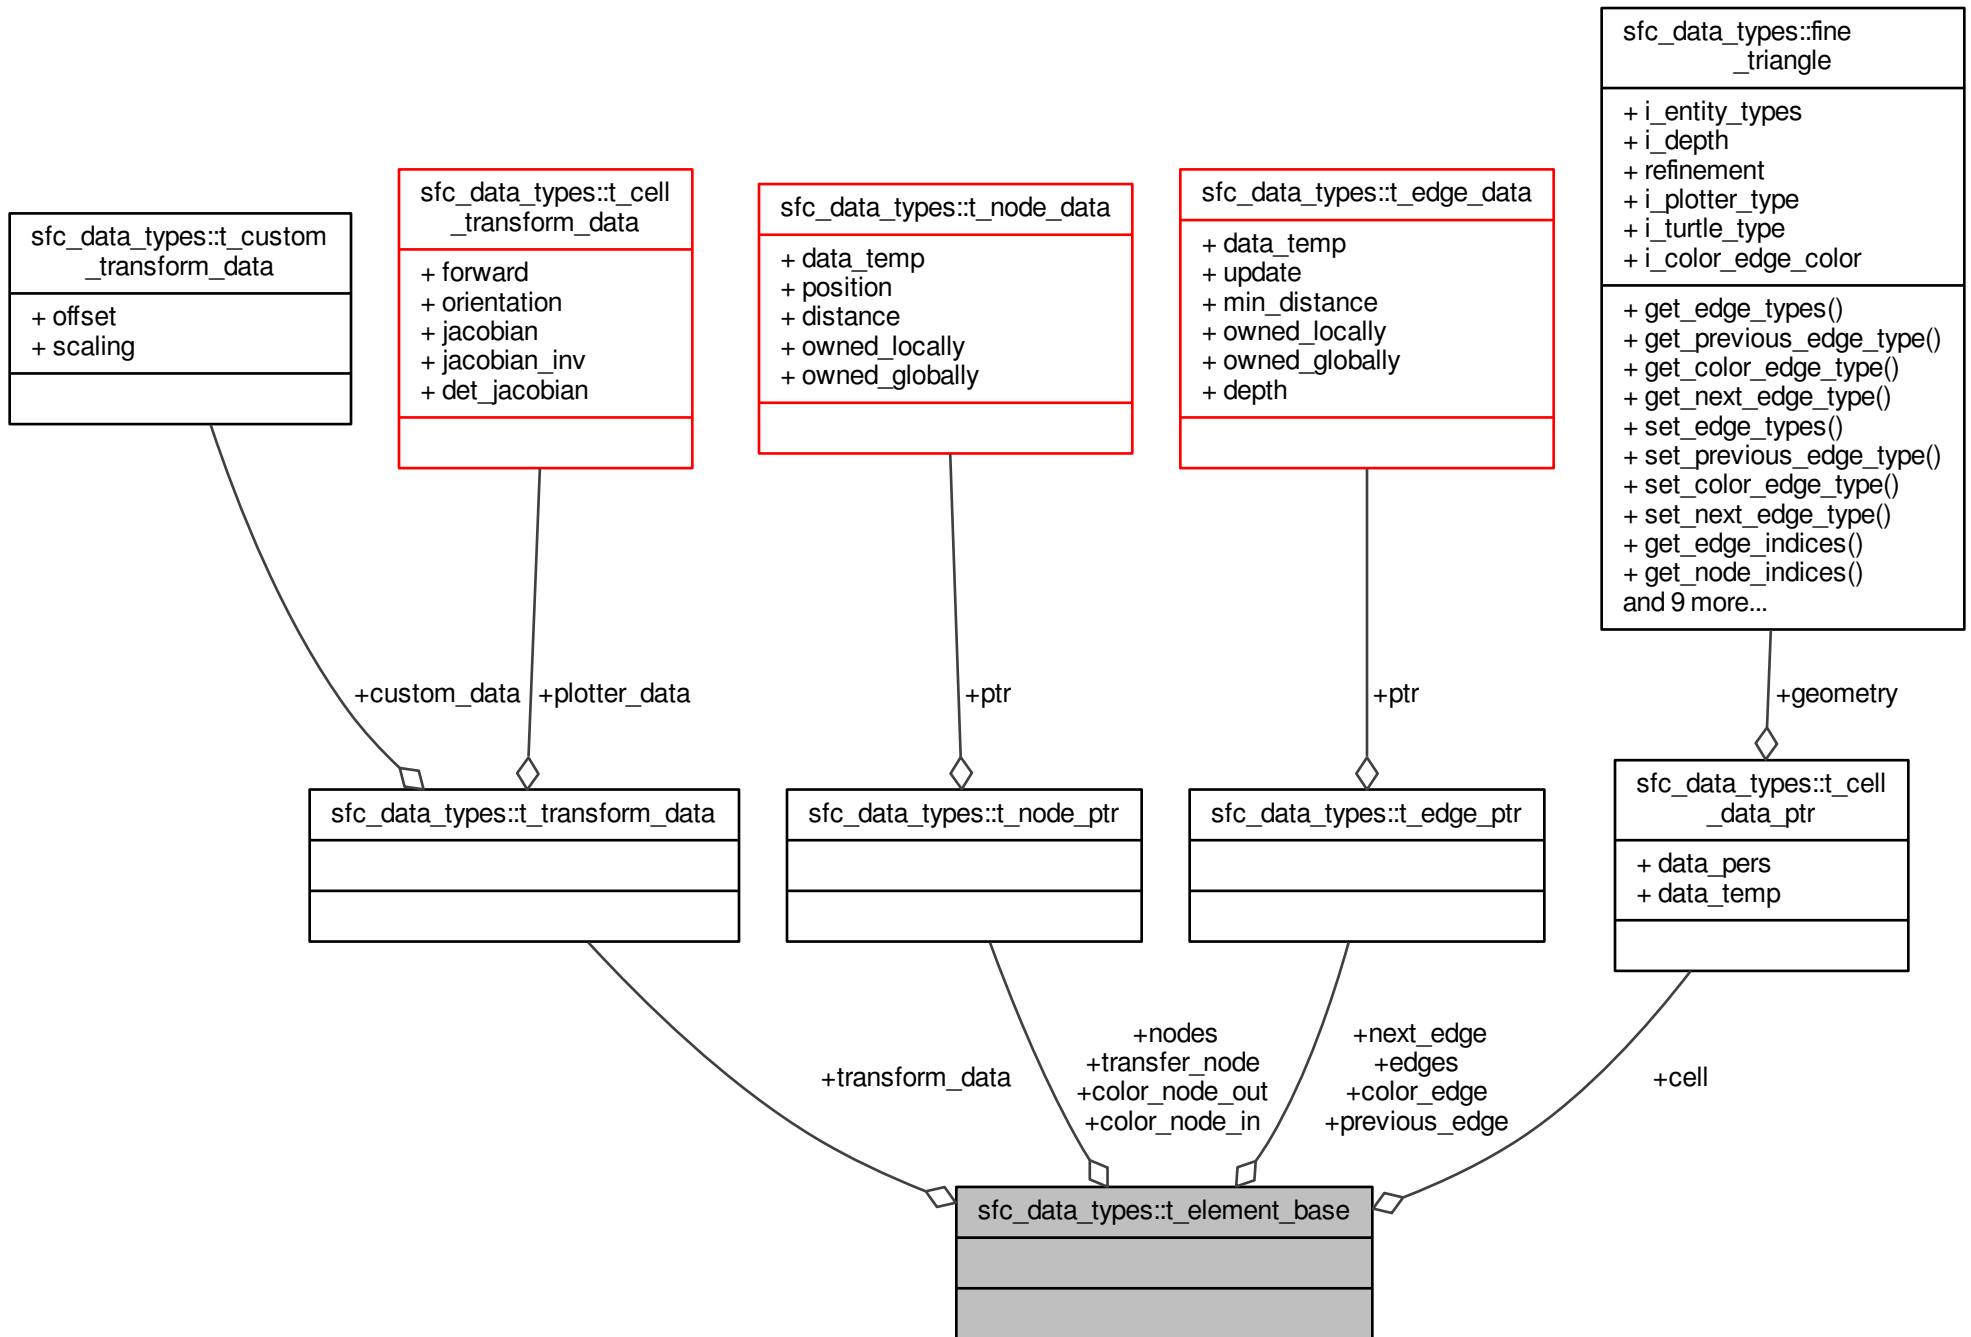 sfc_data_types::fine
_triangle
+ i_entity_types
+ i_depth
+ refinement
+ i_plotter_type
+ i_turtle_type
+ i_color_edge_color
+ get_edge_types()
+ get_previous_edge_type()
+ get_color_edge_type()
+ get_next_edge_type()
+ set_edge_types()
+ set_previous_edge_type()
+ set_color_edge_type()
+ set_next_edge_type()
+ get_edge_indices()
+ get_node_indices()
and 9 more...
sfc_data_types::t_custom
_transform_data
+ offset
+ scaling
sfc_data_types::t_cell
_transform_data
+ forward
+ orientation
+ jacobian
+ jacobian_inv
+ det_jacobian
sfc_data_types::t_node_data
+ data_temp
+ position
+ distance
+ owned_locally
+ owned_globally
sfc_data_types::t_edge_data
+ data_temp
+ update
+ min_distance
+ owned_locally
+ owned_globally
+ depth
+custom_data
+plotter_data
+ptr
+ptr
+geometry
sfc_data_types::t_transform_data
sfc_data_types::t_node_ptr
sfc_data_types::t_edge_ptr
sfc_data_types::t_cell
_data_ptr
+ data_pers
+ data_temp
+transform_data
+nodes
+transfer_node
+color_node_out
+color_node_in
+next_edge
+edges
+color_edge
+previous_edge
+cell
sfc_data_types::t_element_base